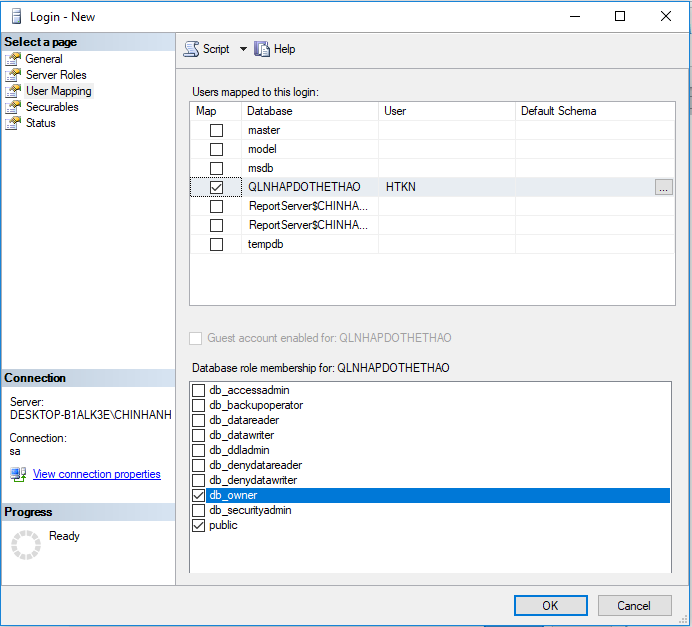 Login - New
Select a page
General
Server Roles
User Mapping
Securables
Status
Script
Help
Users mapped to this login:
Map Database User Default Schema
master
model
msdb
QLNHAPDOTHETHAO HTKN ...
ReportServer$CHINHA...
ReportServer$CHINHA...
tempdb
Guest account enabled for: QLNHAPDOTHETHAO
Database role membership for: QLNHAPDOTHETHAO
db_accessadmin
db_backupoperator
db_datareader
db_datawriter
db_ddladmin
db_denydatareader
db_denydatawriter
db_owner
db_securityadmin
public
Connection
Server:
DESKTOP-B1ALK3E\CHINHANH
Connection:
sa
View connection properties
Progress
Ready
OK
Cancel